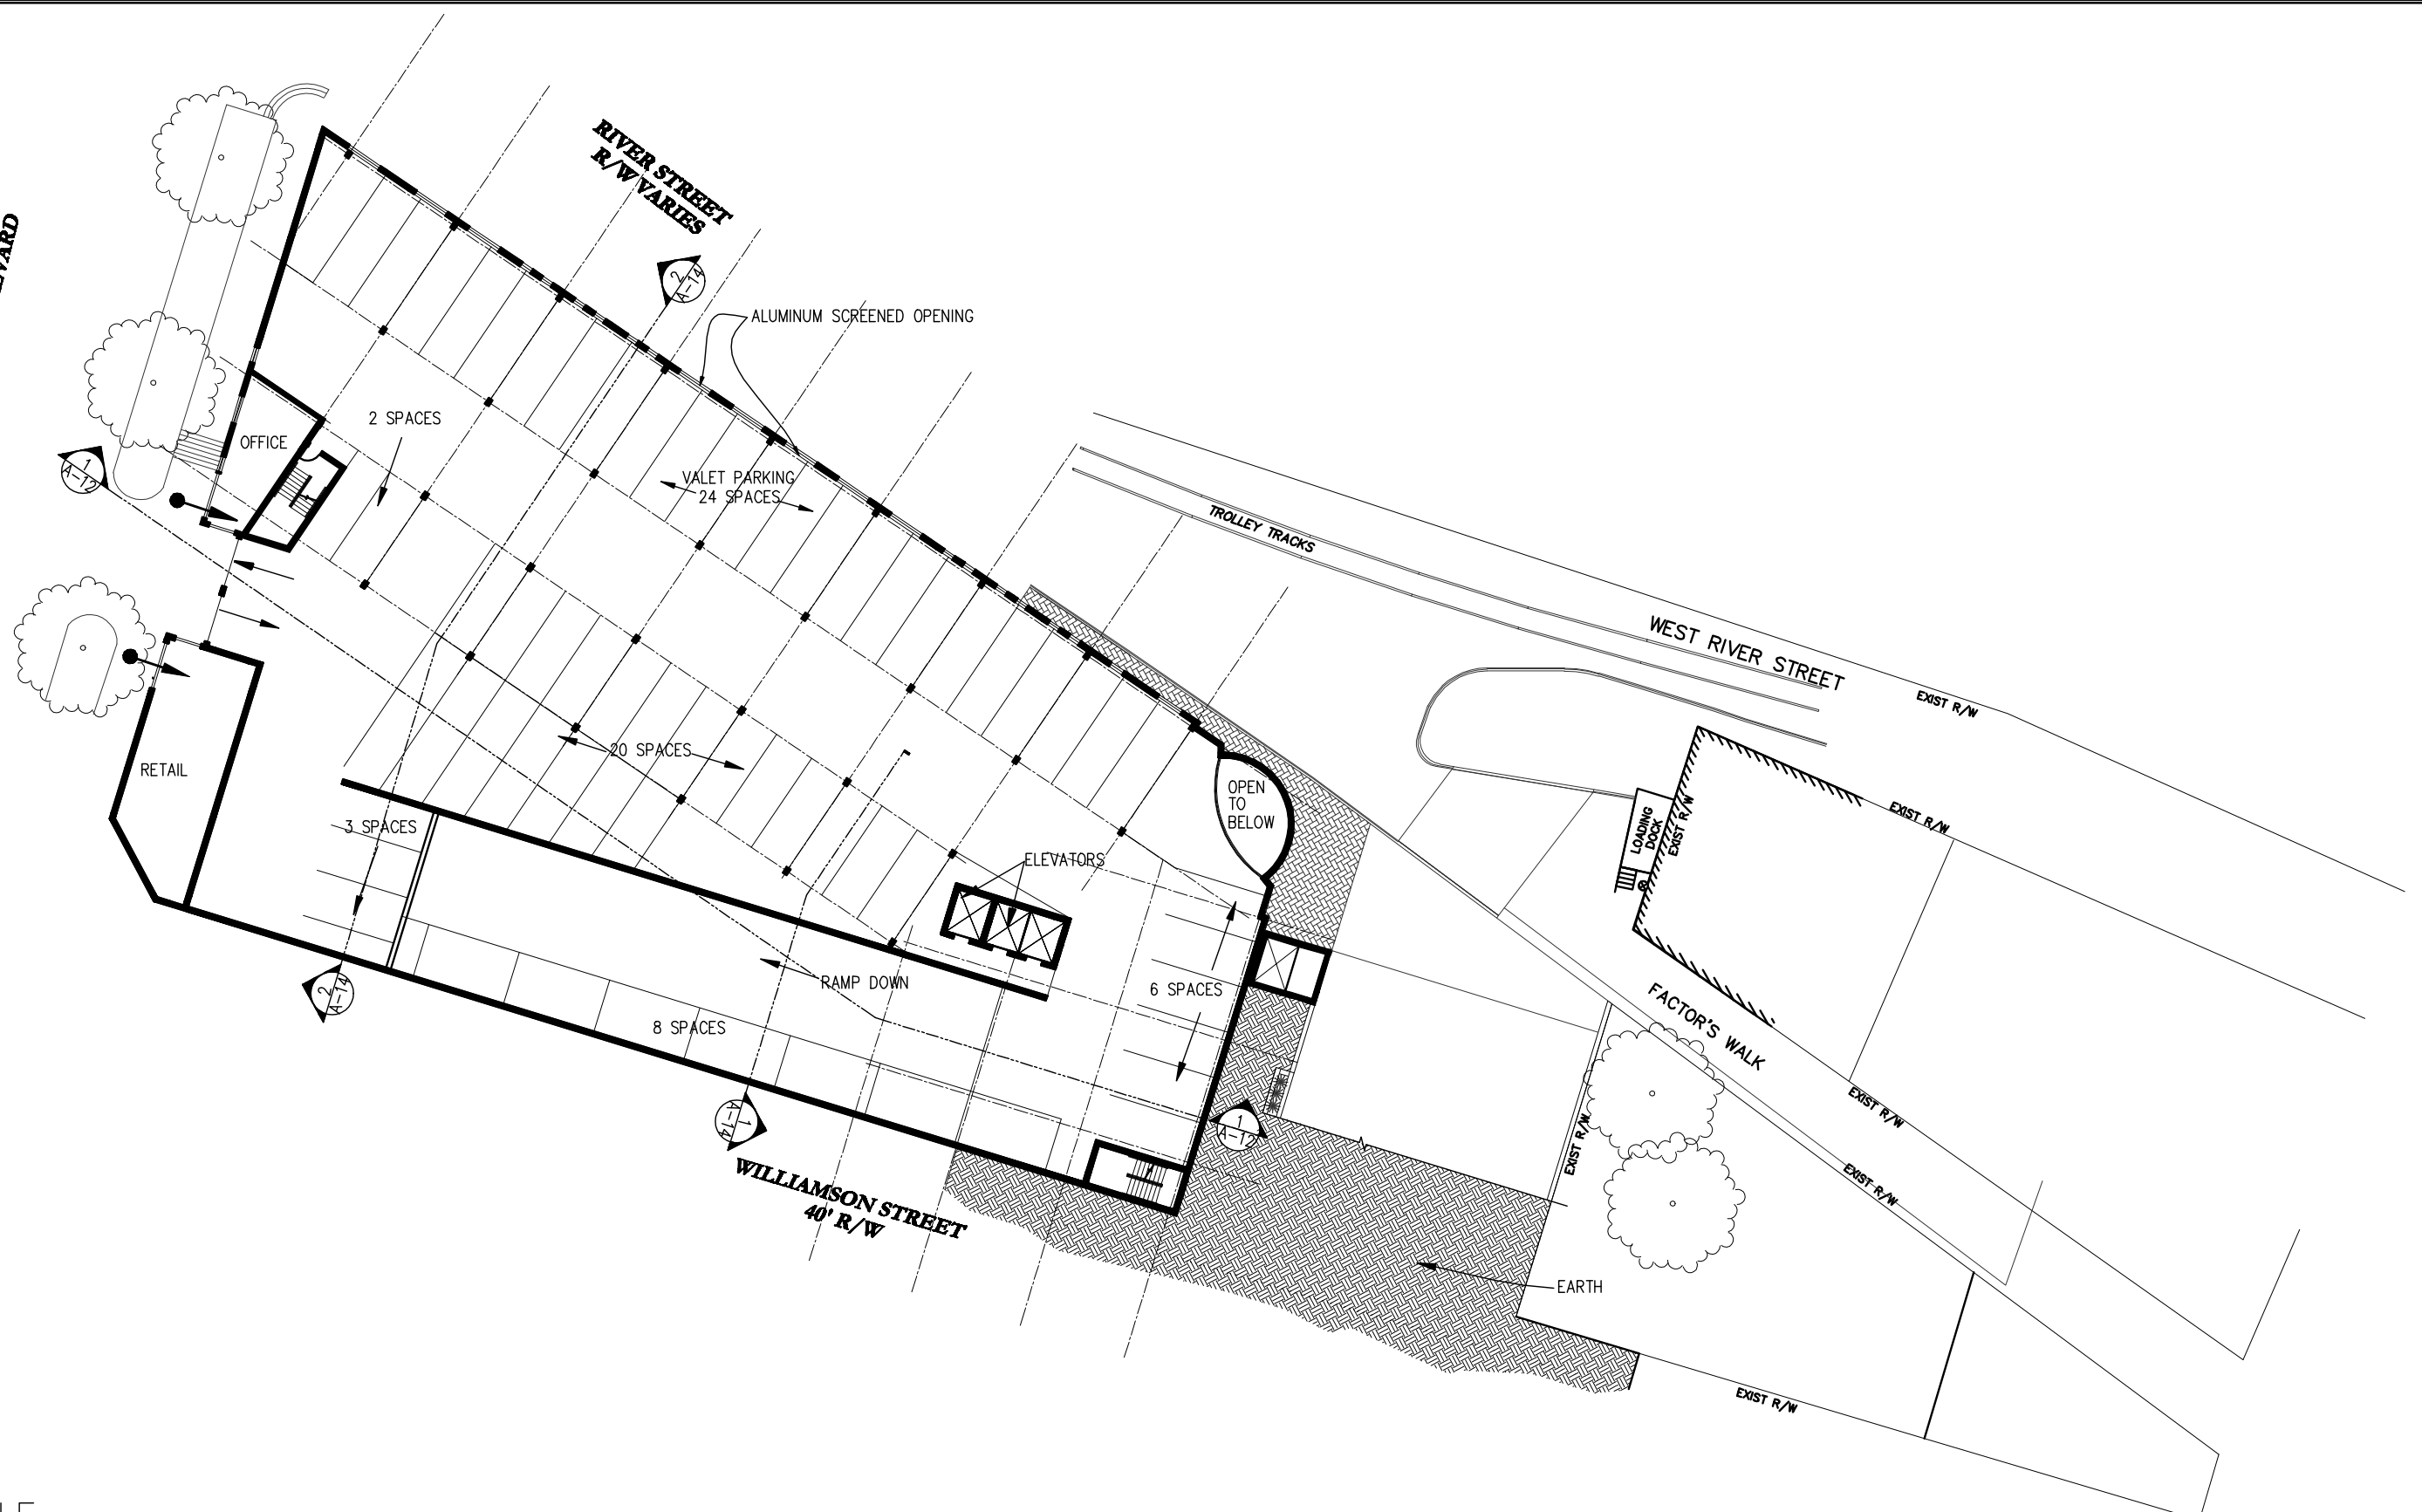 RIVER STREET
R/W VARIES
2
A-14
ALUMINUM SCREENED OPENING
2 SPACES
OFFICE
1
A-12
VALET PARKING
24 SPACES
TROLLEY TRACKS
WEST RIVER STREET
EXIST R/W
RETAIL
20 SPACES
OPEN
TO
BELOW
LOADING
DOCK
EXIST R/W
EXIST R/W
3 SPACES
ELEVATORS
RAMP DOWN
6 SPACES
8 SPACES
2
A-14
FACTOR'S WALK
1
A-14
1
A-12
EXIST R/W
EXIST R/W
EXIST R/W
WILLIAMSON STREET
40' R/W
EARTH
EXIST R/W